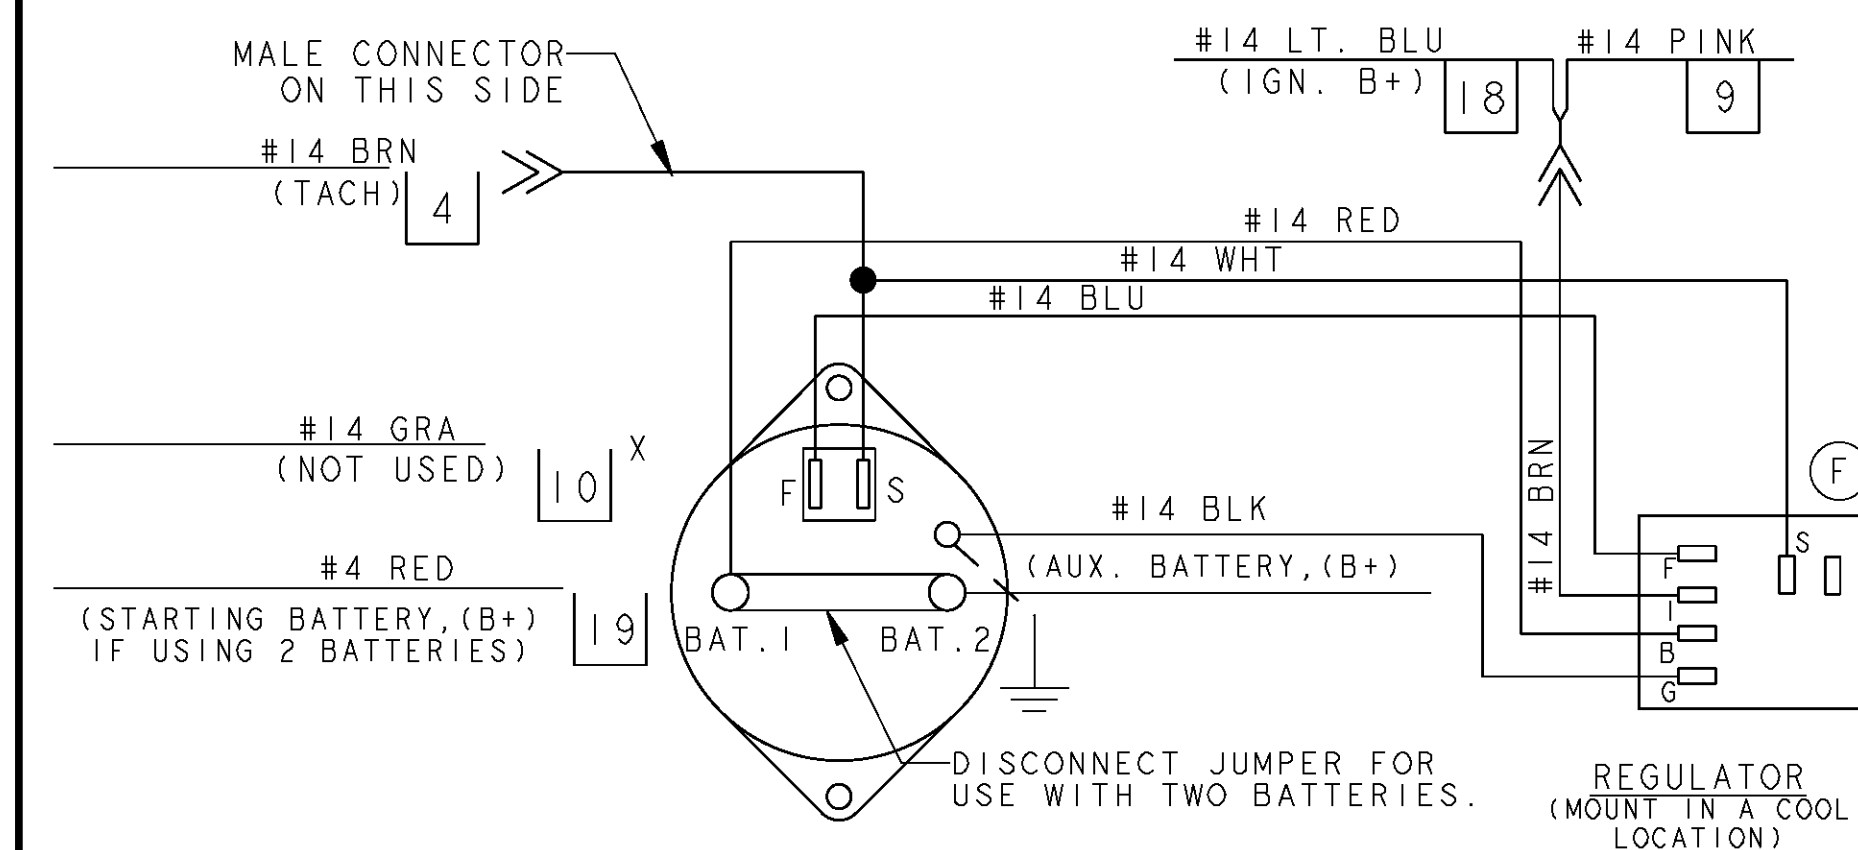 MALE CONNECTOR
ON THIS SIDE
#14 BRN
(TACH)
4
#14 LT. BLU
(IGN. B+)
18
#14 PINK
9
#14 RED
#14 WHT
#14 BLU
#14 GRA
(NOT USED)
10
X
F
S
#14 BLK
(AUX. BATTERY,(B+)
#14 BRN
F
S
F
I
B
G
#4 RED
(STARTING BATTERY,(B+)
IF USING 2 BATTERIES)
19
BAT.1
BAT.2
DISCONNECT JUMPER FOR
USE WITH TWO BATTERIES.
REGULATOR
(MOUNT IN A COOL
LOCATION)